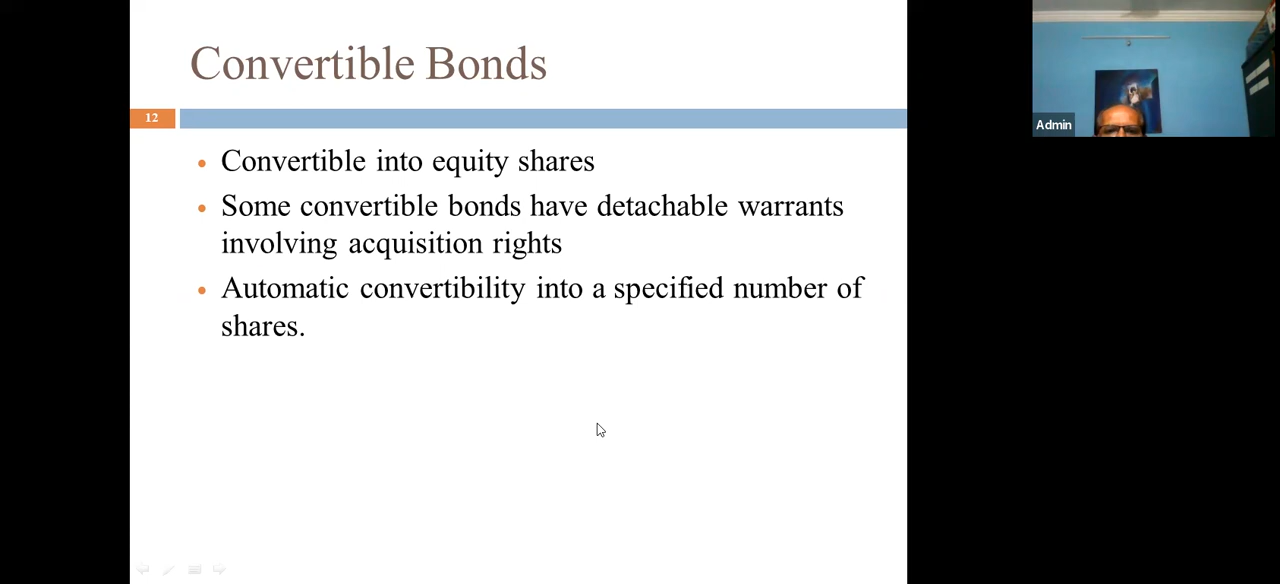 Convertible Bonds
12
Convertible into equity shares
Some convertible bonds have detachable warrants
involving acquisition rights
Automatic convertibility into a specified number of
shares.
Admin